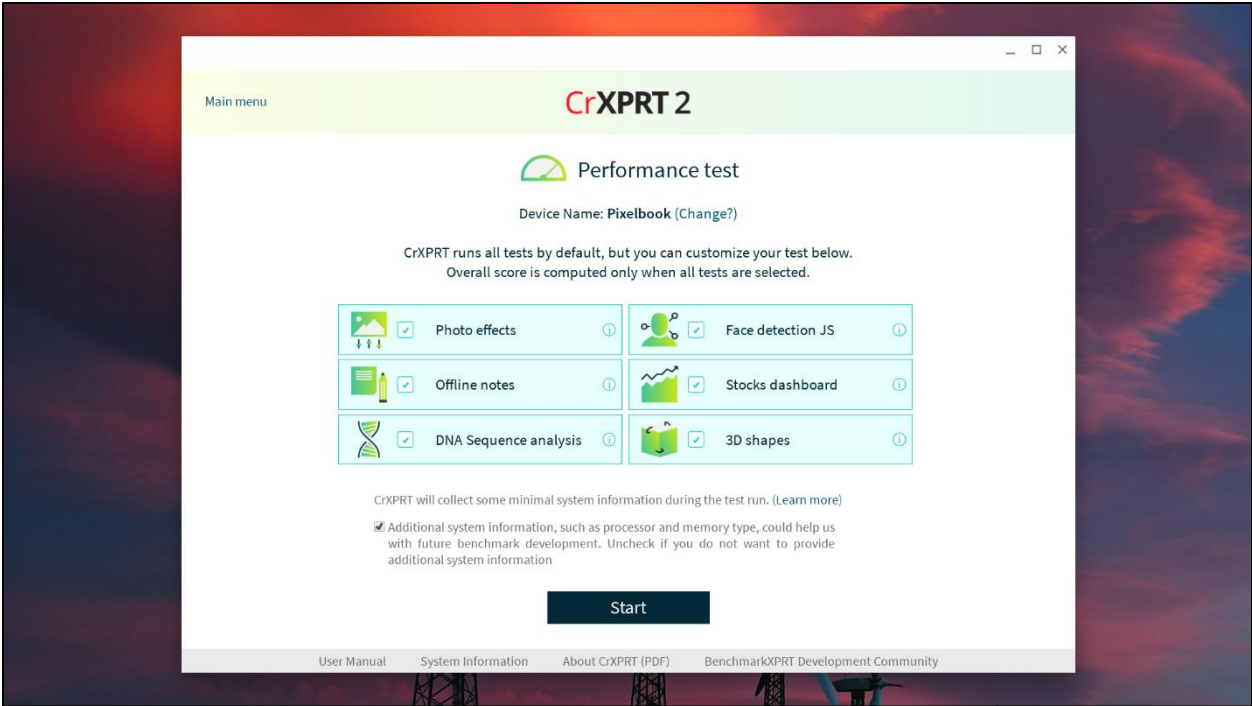 Main menu
CrXPRT 2
Performance test
Device Name: Pixelbook (Change?)
CrXPRT runs all tests by default, but you can customize your test below.
Overall score is computed only when all tests are selected.
Photo effects
Face detection JS
Offline notes
Stocks dashboard
DNA Sequence analysis
3D shapes
CrXPRT will collect some minimal system information during the test run. (Learn more)
Additional system information, such as processor and memory type, could help us
with future benchmark development. Uncheck if you do not want to provide
additional system information
Start
User Manual System Information About CrXPRT (PDF) BenchmarkXPRT Development Community